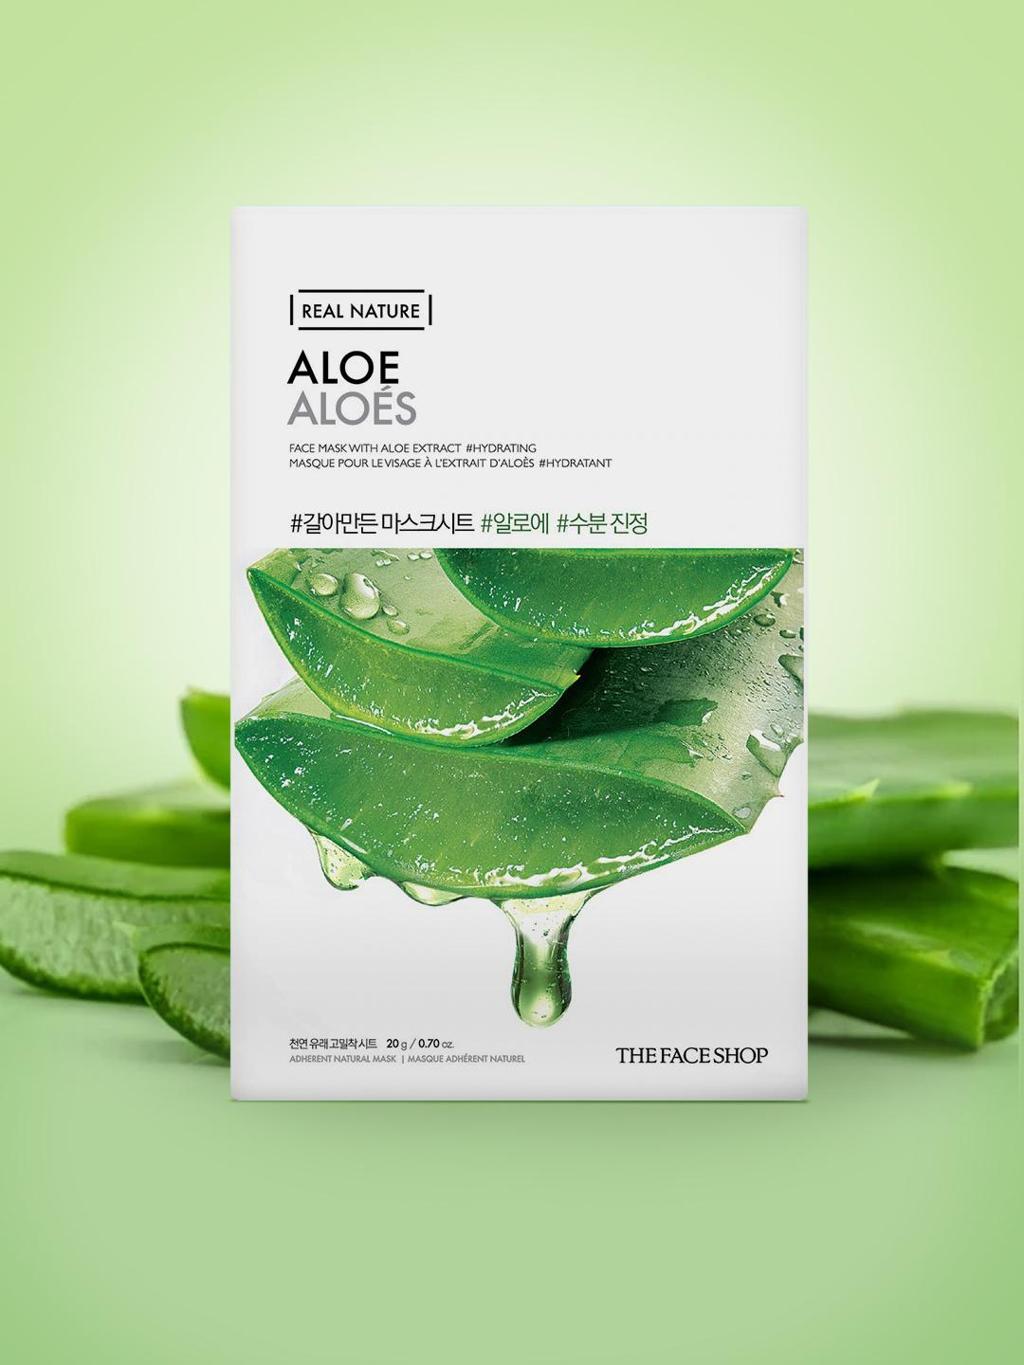 REAL NATURE
ALOE
ALOÉS
FACE MASK WITH ALOE EXTRACT #HYDRATING
MASQUE POUR LE VISAGE À L'EXTRAIT D'ALOÈS #HYDRATANT
#갈아만든 마스크시트 #알로에 #수분 진정
천연 유래 고밀착시트 20 g / 0.70 oz.
ADHERENT NATURAL MASK | MASQUE ADHÉRENT NATUREL
THE FACE SHOP